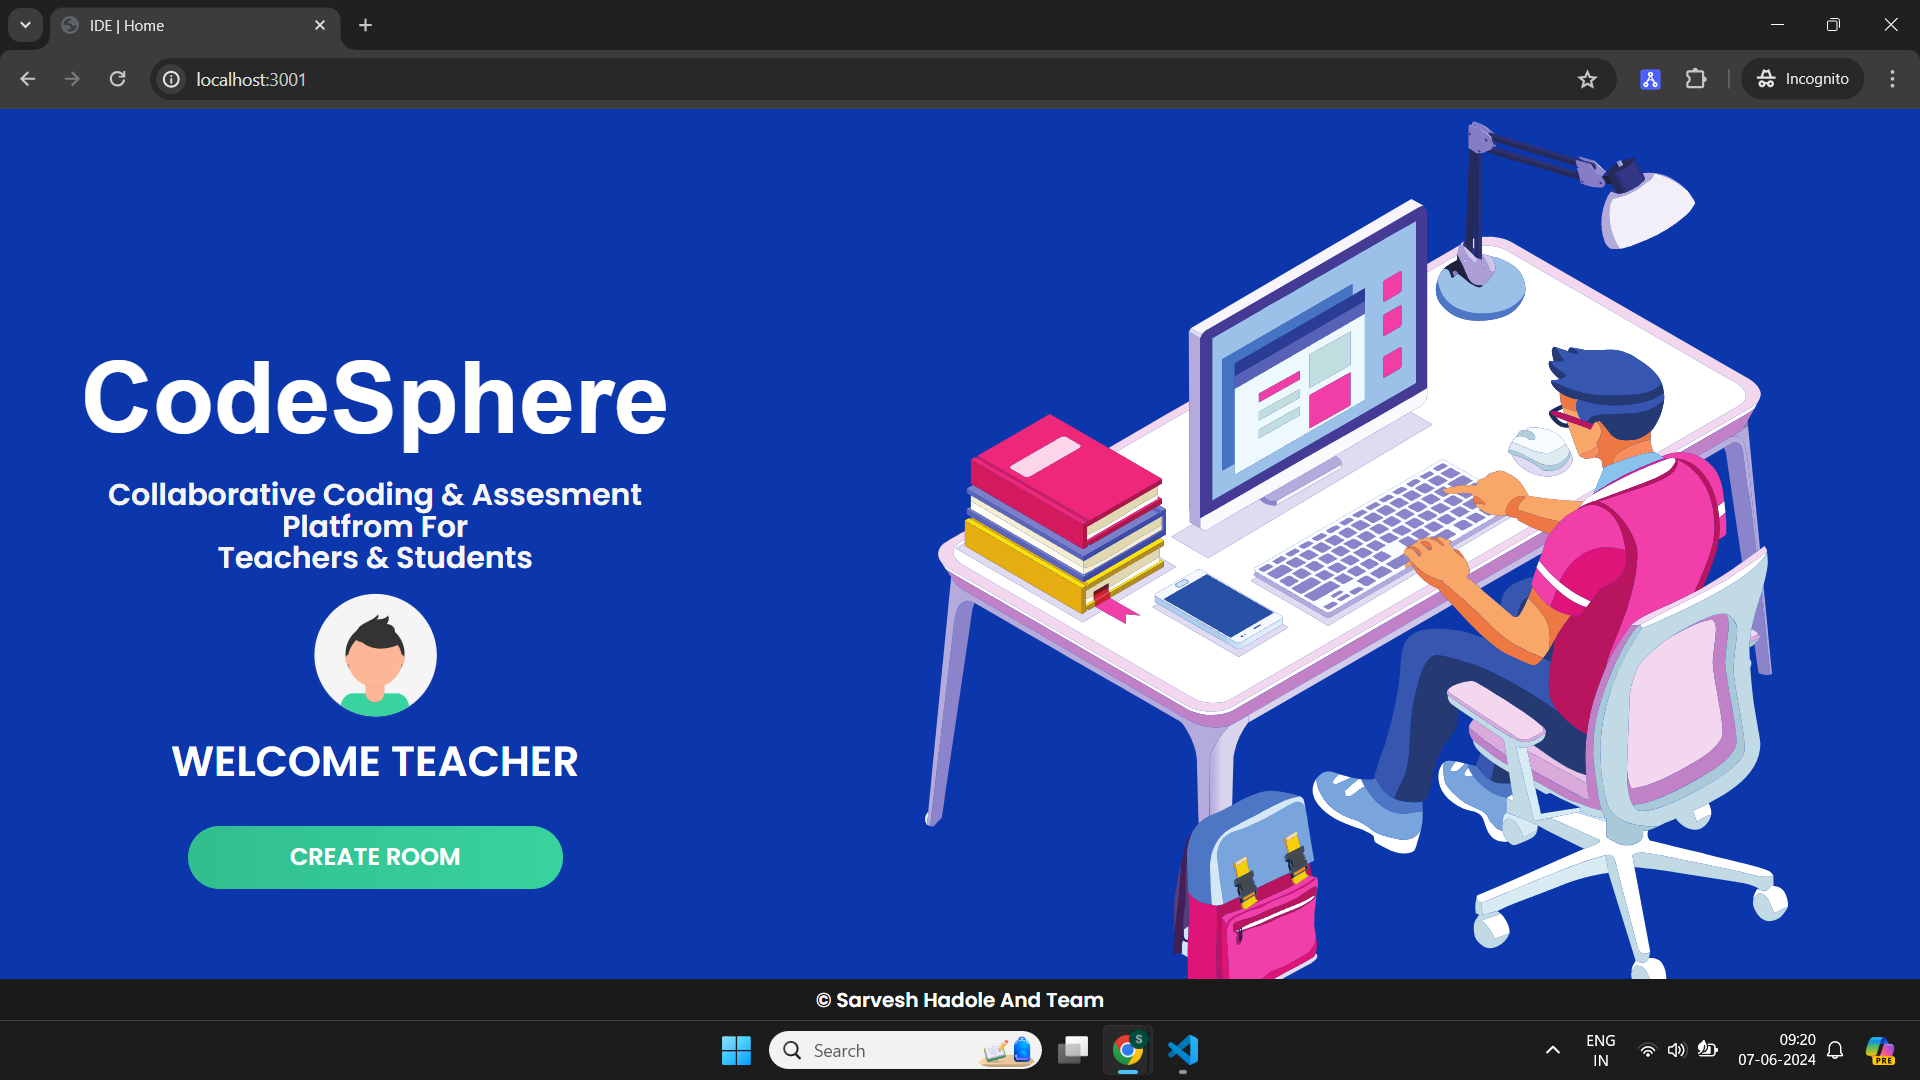 IDE | Home
localhost:3001
Incognito
CodeSphere
Collaborative Coding & Assesment
Platfrom For
Teachers & Students
WELCOME TEACHER
CREATE ROOM
© Sarvesh Hadole And Team
Search
S
ENG
IN
09:20
07-06-2024
PRE